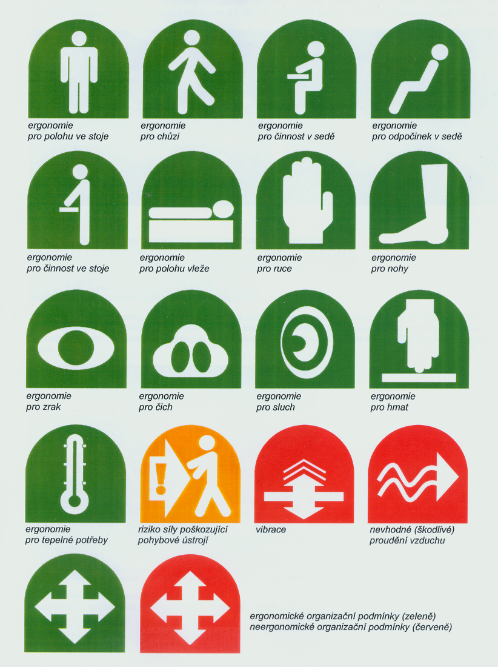 ergonomie
pro polohu ve stoje
ergonomie
pro chůzi
ergonomie
pro činnost v sedě
ergonomie
pro odpočinek v sedě
ergonomie
pro činnost ve stoje
ergonomie
pro polohu vleže
ergonomie
pro ruce
ergonomie
pro nohy
ergonomie
pro zrak
ergonomie
pro čich
ergonomie
pro sluch
ergonomie
pro hmat
ergonomie
pro tepelné potřeby
riziko síly poškozující
pohybové ústrojí
vibrace
nevhodné (škodlivé)
proudění vzduchu
ergonomické organizační podmínky (zeleně)
neergonomické organizační podmínky (červeně)